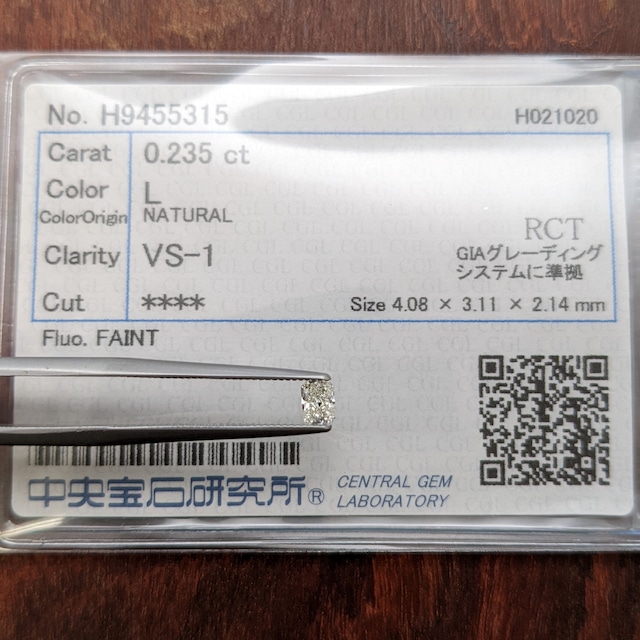 No. H9455315 H021020
Carat 0.235 ct
Color L
ColorOrigin NATURAL
RCT
Clarity VS-1 GIAグレーディング
システムに準拠
Cut **** Size 4.08 × 3.11 × 2.14 mm
Fluo. FAINT
中央宝石研究所® CENTRAL GEM
LABORATORY